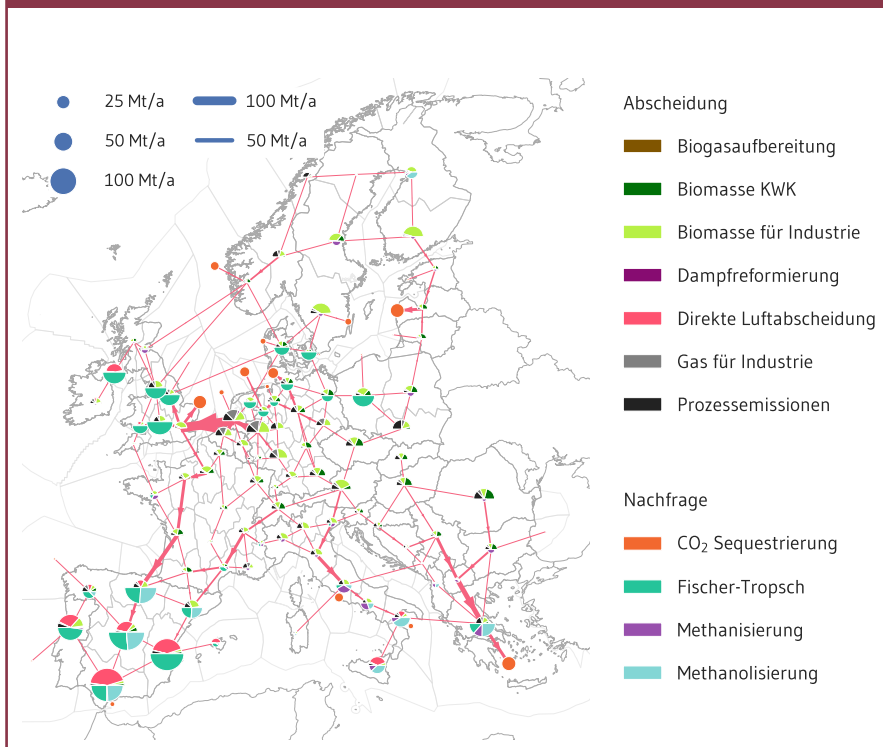 25 Mt/a
100 Mt/a
50 Mt/a
50 Mt/a
100 Mt/a
Abscheidung
Biogasaufbereitung
Biomasse KWK
Biomasse für Industrie
Dampfreformierung
Direkte Luftabscheidung
Gas für Industrie
Prozessemissionen
Nachfrage
CO₂ Sequestrierung
Fischer-Tropsch
Methanisierung
Methanolisierung